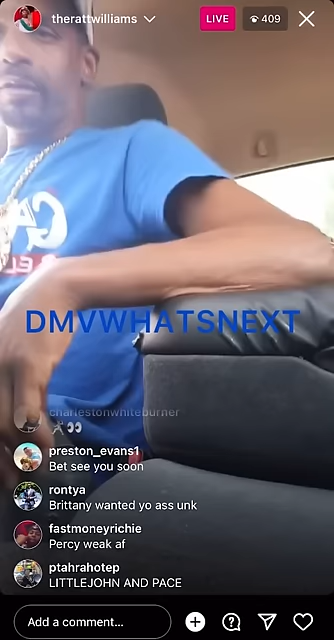 therattwilliams
LIVE
409
DMVWHATSNEXT
charlestonwhiteburner
preston_evans1
Bet see you soon
rontya
Brittany wanted yo ass unk
fastmoneyrichie
Percy weak af
ptahrahotep
LITTLEJOHN AND PACE
Add a comment...